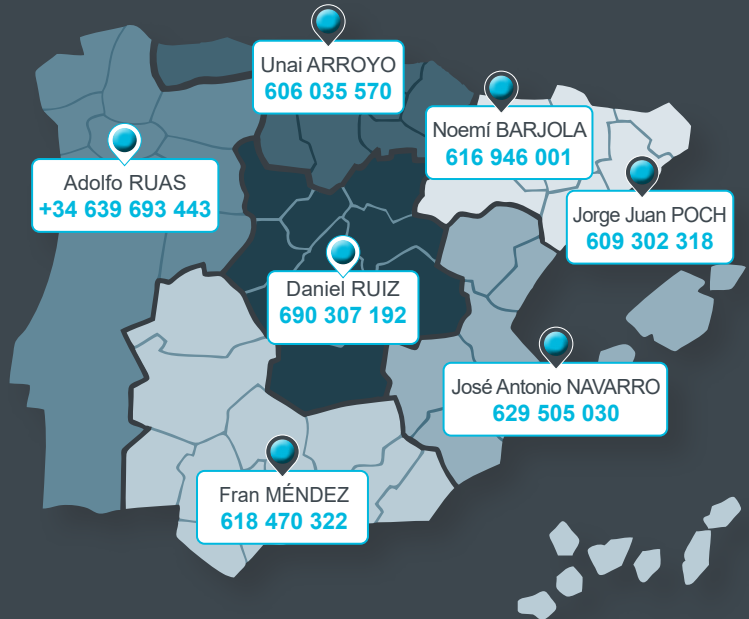 Unai ARROYO
606 035 570
Noemí BARJOLA
616 946 001
Adolfo RUAS
+34 639 693 443
Jorge Juan POCH
609 302 318
Daniel RUIZ
690 307 192
José Antonio NAVARRO
629 505 030
Fran MÉNDEZ
618 470 322